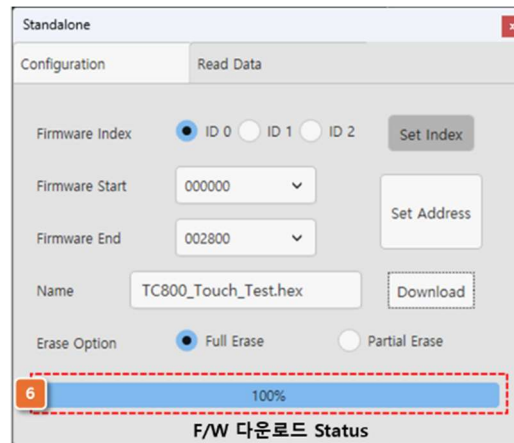 Standalone
x
Configuration Read Data
Firmware Index ID 0 ID 1 ID 2 Set Index
Firmware Start 000000
Set Address
Firmware End 002800
Name TC800_Touch_Test.hex Download
Erase Option Full Erase Partial Erase
6 100%
F/W 다운로드 Status